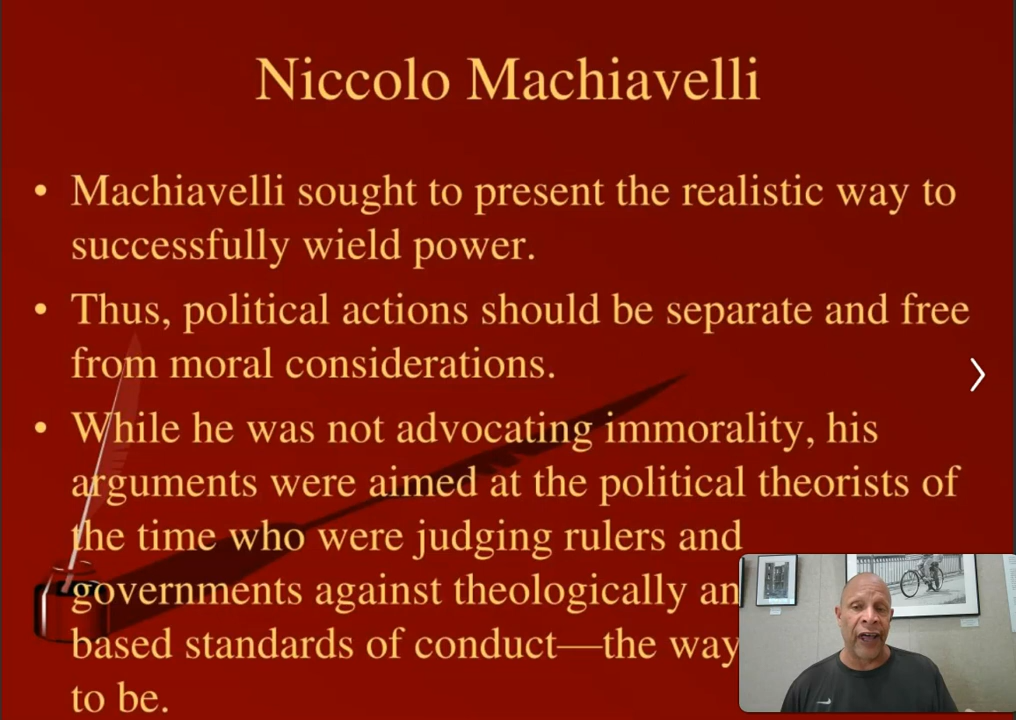 Niccolo Machiavelli
• Machiavelli sought to present the realistic way to
successfully wield power.
• Thus, political actions should be separate and free
from moral considerations.
• While he was not advocating immorality, his
arguments were aimed at the political theorists of
the time who were judging rulers and
governments against theologically an
based standards of conduct—the way
to be.